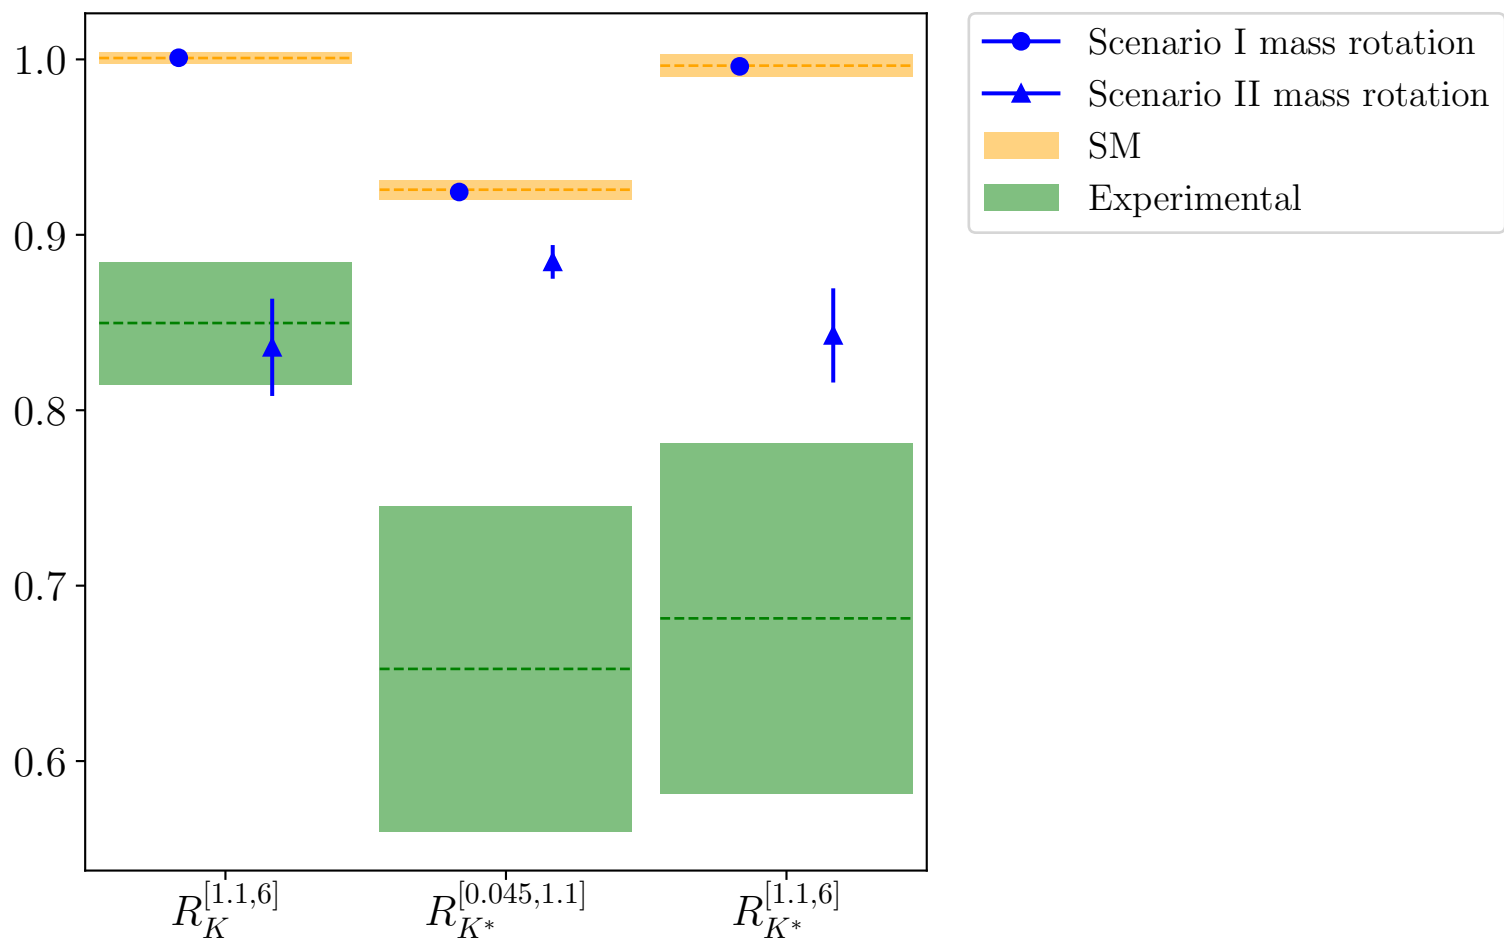 1.0
0.9
0.8
0.7
0.6
R_K^[1.1,6]
R_{K*}^[0.045,1.1]
R_{K*}^[1.1,6]
Scenario I mass rotation
Scenario II mass rotation
SM
Experimental